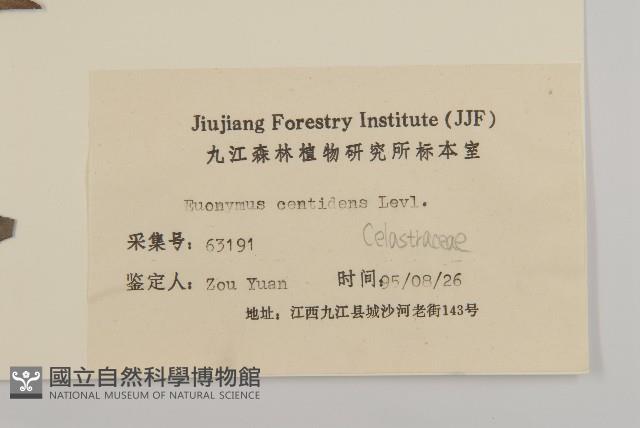 Jiujiang Forestry Institute (JJF)
九江森林植物研究所标本室
Euonymus centidens Levl.
采集号: 63191 Celastraceae
鉴定人: Zou Yuan 时间: 95/08/26
地址: 江西九江县城沙河老街143号
國立自然科學博物館
NATIONAL MUSEUM OF NATURAL SCIENCE